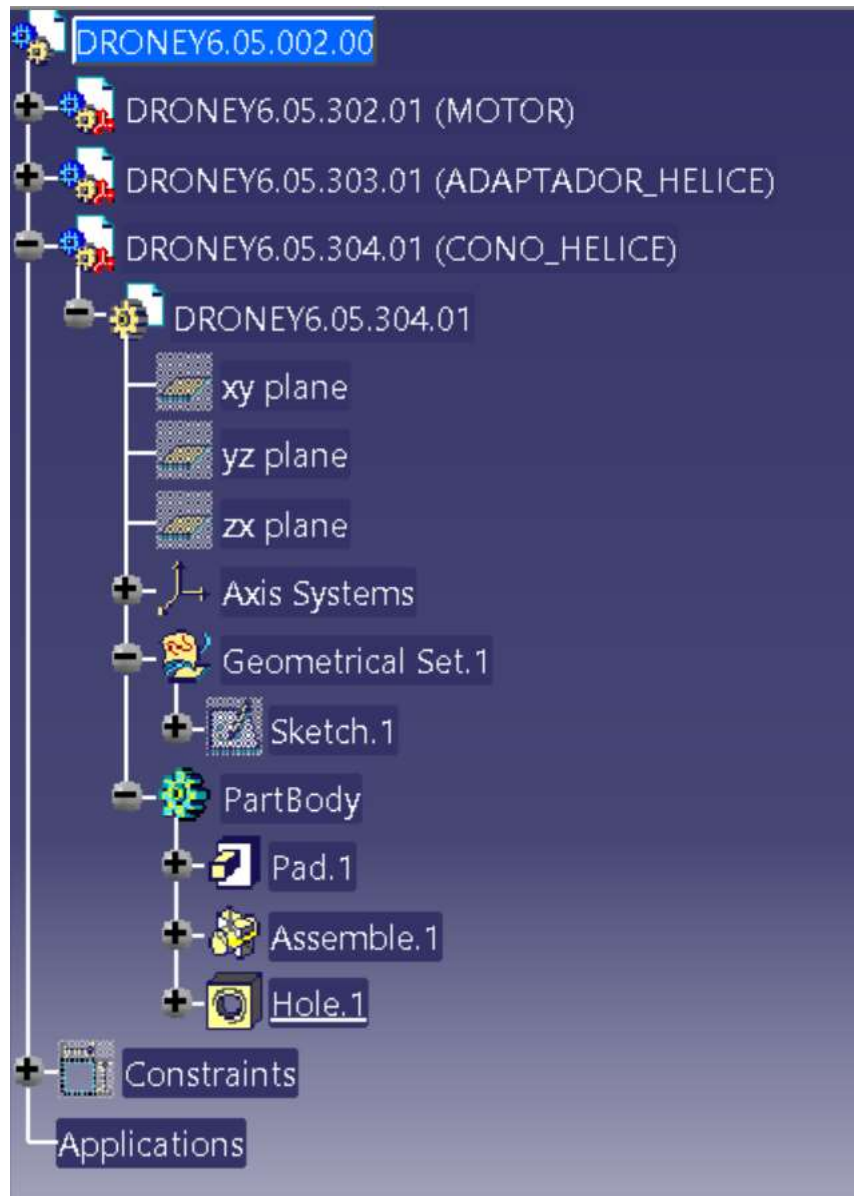 DRONEY6.05.002.00
DRONEY6.05.302.01 (MOTOR)
DRONEY6.05.303.01 (ADAPTADOR_HELICE)
DRONEY6.05.304.01 (CONO_HELICE)
DRONEY6.05.304.01
xy plane
yz plane
zx plane
Axis Systems
Geometrical Set.1
Sketch.1
PartBody
Pad.1
Assemble.1
Hole.1
Constraints
Applications